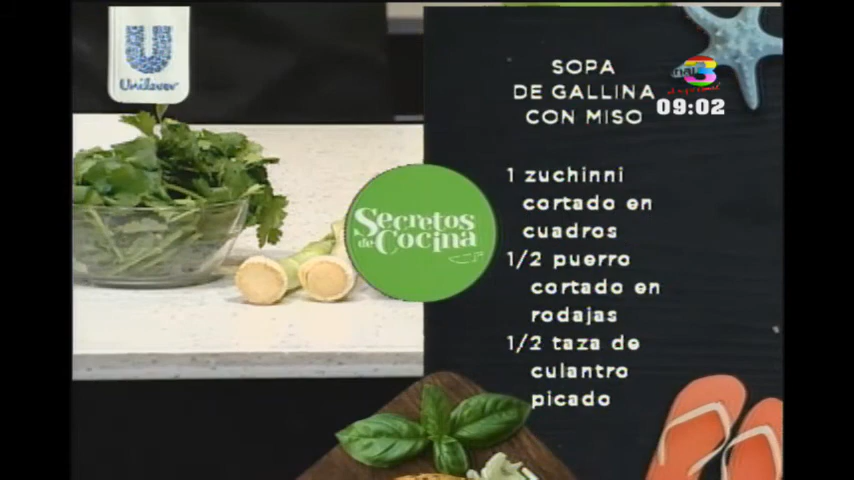 Unilever
SOPA
DE GALLINA
CON MISO
09:02
Secretos
de Cocina
1 zuchinni
cortado en
cuadros
1/2 puerro
cortado en
rodajas
1/2 taza de
culantro
picado